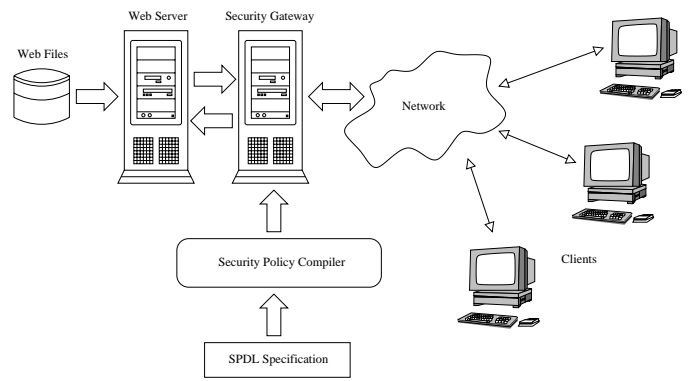 Web Server
Security Gateway
Web Files
Network
Security Policy Compiler
Clients
SPDL Specification